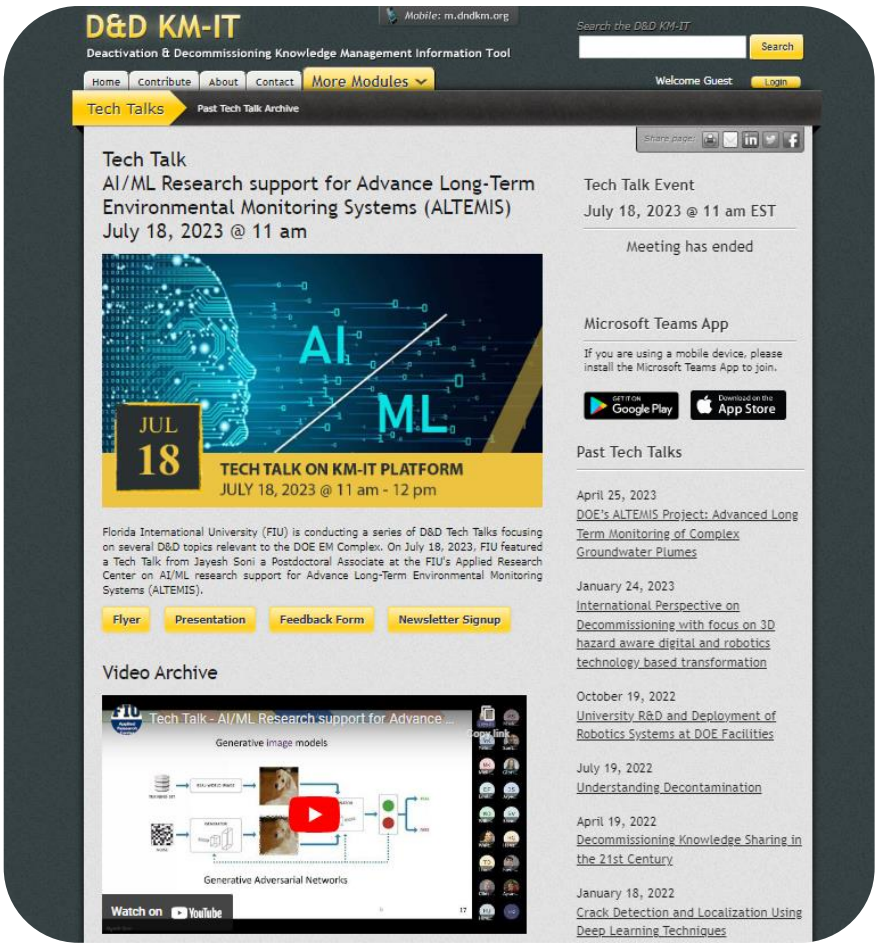 D&D KM-IT
Deactivation & Decommissioning Knowledge Management Information Tool
Mobile: m.dndkm.org
Search the D&D KM-IT
Search
Home
Contribute
About
Contact
More Modules
Welcome Guest
Login
Tech Talks
Past Tech Talk Archive
Share page:
Tech Talk
AI/ML Research support for Advance Long-Term
Environmental Monitoring Systems (ALTEMIS)
July 18, 2023 @ 11 am
AI
ML
JUL
18
TECH TALK ON KM-IT PLATFORM
JULY 18, 2023 @ 11 am - 12 pm
Florida International University (FIU) is conducting a series of D&D Tech Talks focusing
on several D&D topics relevant to the DOE EM Complex. On July 18, 2023, FIU featured
a Tech Talk from Jayesh Soni a Postdoctoral Associate at the FIU's Applied Research
Center on AI/ML research support for Advance Long-Term Environmental Monitoring
Systems (ALTEMIS).
Flyer
Presentation
Feedback Form
Newsletter Signup
Video Archive
FIU
Applied
Research
Tech Talk - AI/ML Research support for Advance ...
Copy link
Generative image models
Generative Adversarial Networks
17
Watch on YouTube
Tech Talk Event
July 18, 2023 @ 11 am EST
Meeting has ended
Microsoft Teams App
If you are using a mobile device, please
install the Microsoft Teams App to join.
GET IT ON
Google Play
Download on the
App Store
Past Tech Talks
April 25, 2023
DOE's ALTEMIS Project: Advanced Long
Term Monitoring of Complex
Groundwater Plumes
January 24, 2023
International Perspective on
Decommissioning with focus on 3D
hazard aware digital and robotics
technology based transformation
October 19, 2022
University R&D and Deployment of
Robotics Systems at DOE Facilities
July 19, 2022
Understanding Decontamination
April 19, 2022
Decommissioning Knowledge Sharing in
the 21st Century
January 18, 2022
Crack Detection and Localization Using
Deep Learning Techniques